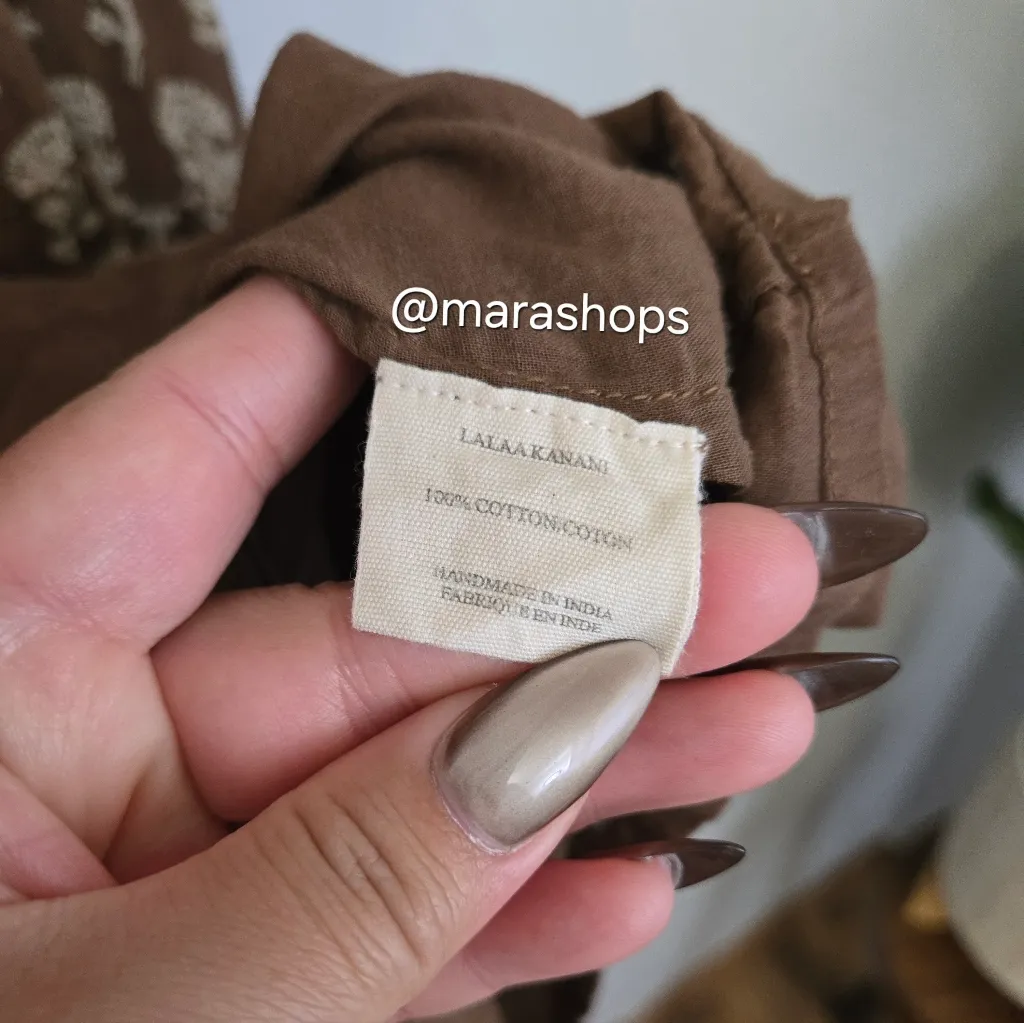 @marashops
LALAA KANANI
100% COTTON/COTON
HANDMADE IN INDIA
FABRIQUE EN INDE